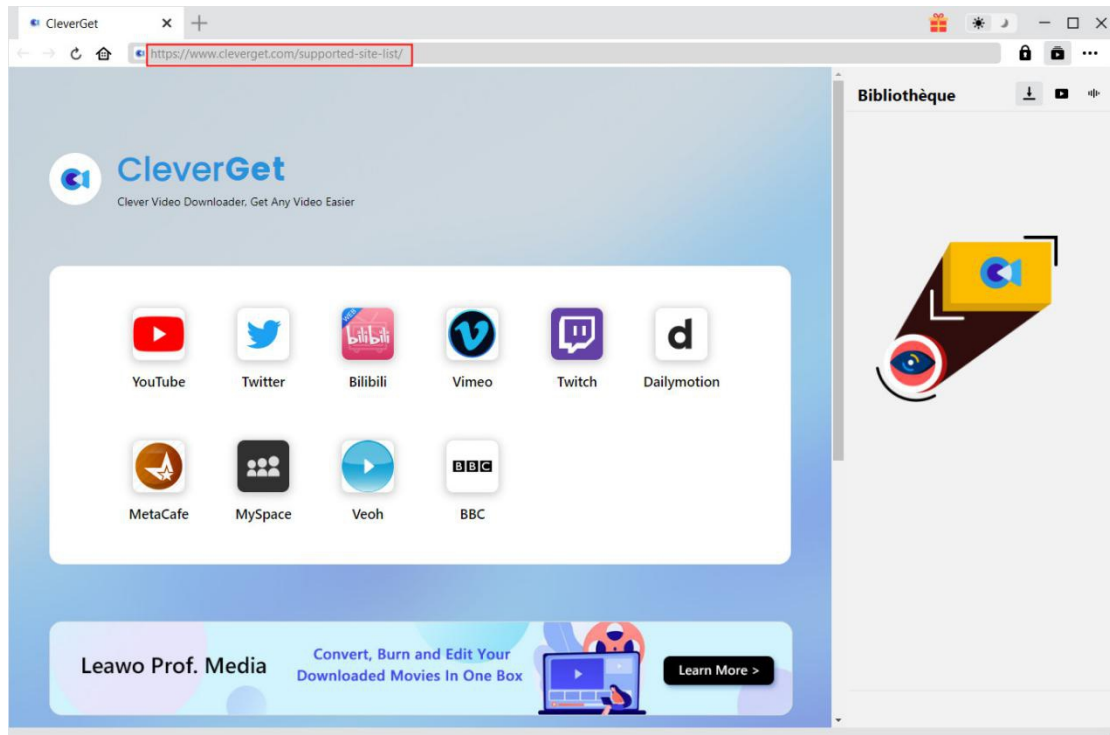 CleverGet
https://www.cleverget.com/supported-site-list/
Bibliothèque
CleverGet
Clever Video Downloader. Get Any Video Easier
WEB
bilibili
YouTube Twitter Bilibili Vimeo Twitch Dailymotion
BBC
MetaCafe MySpace Veoh BBC
Leawo Prof. Media
Convert, Burn and Edit Your
Downloaded Movies In One Box
Learn More >